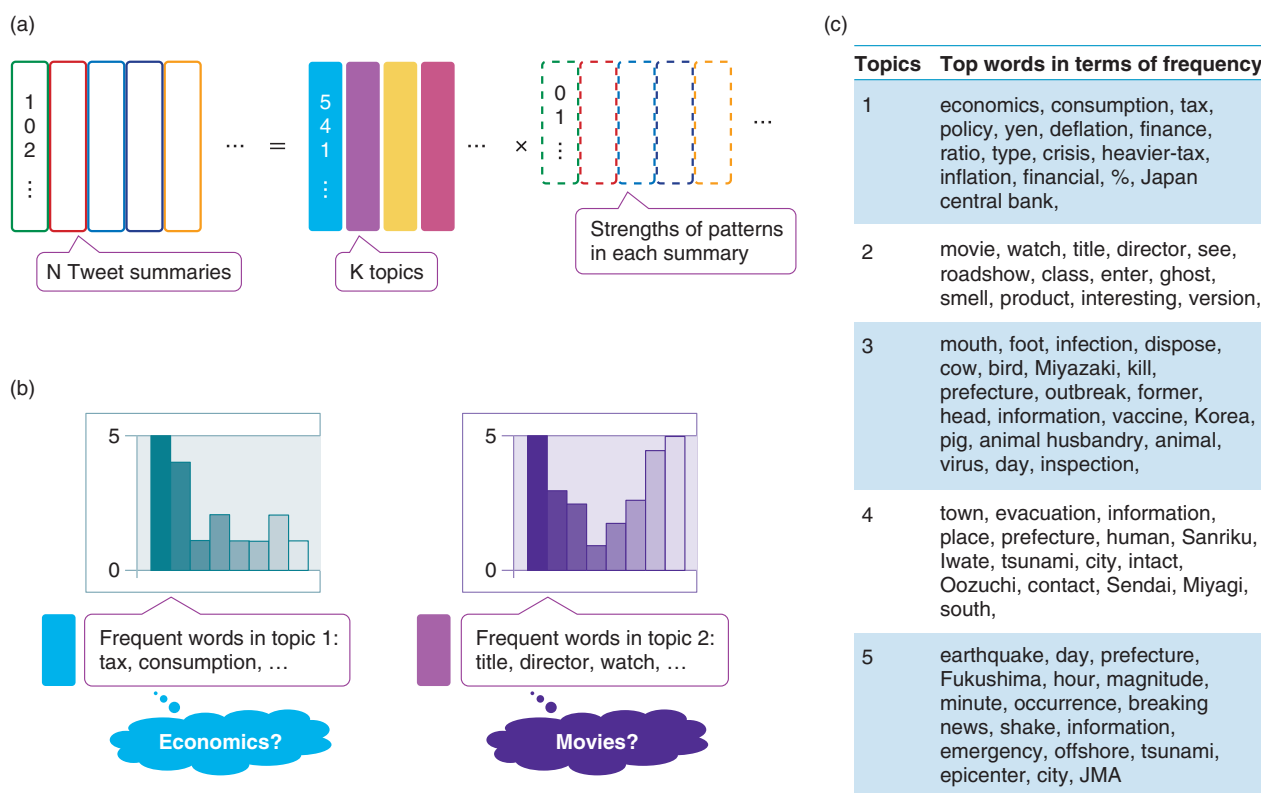 (a)
1
0
2
⋮
...
=
5
4
1
⋮
...
×
0
1
⋮
...
N Tweet summaries
K topics
Strengths of patterns
in each summary
(b)
5
0
Frequent words in topic 1:
tax, consumption, ...
Economics?
5
0
Frequent words in topic 2:
title, director, watch, ...
Movies?
(c)
Topics Top words in terms of frequency
1 economics, consumption, tax,
policy, yen, deflation, finance,
ratio, type, crisis, heavier-tax,
inflation, financial, %, Japan
central bank,
2 movie, watch, title, director, see,
roadshow, class, enter, ghost,
smell, product, interesting, version,
3 mouth, foot, infection, dispose,
cow, bird, Miyazaki, kill,
prefecture, outbreak, former,
head, information, vaccine, Korea,
pig, animal husbandry, animal,
virus, day, inspection,
4 town, evacuation, information,
place, prefecture, human, Sanriku,
Iwate, tsunami, city, intact,
Oozuchi, contact, Sendai, Miyagi,
south,
5 earthquake, day, prefecture,
Fukushima, hour, magnitude,
minute, occurrence, breaking
news, shake, information,
emergency, offshore, tsunami,
epicenter, city, JMA